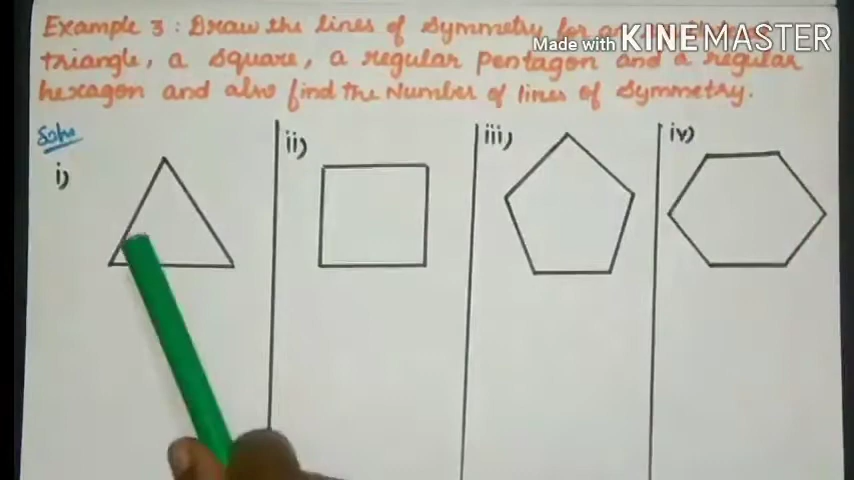 Example 3: Draw the lines of symmetry for
triangle, a square, a regular pentagon and a regular
hexagon and also find the Number of lines of symmetry.
Made with KINEMASTER
Soln
i)
ii)
iii)
iv)